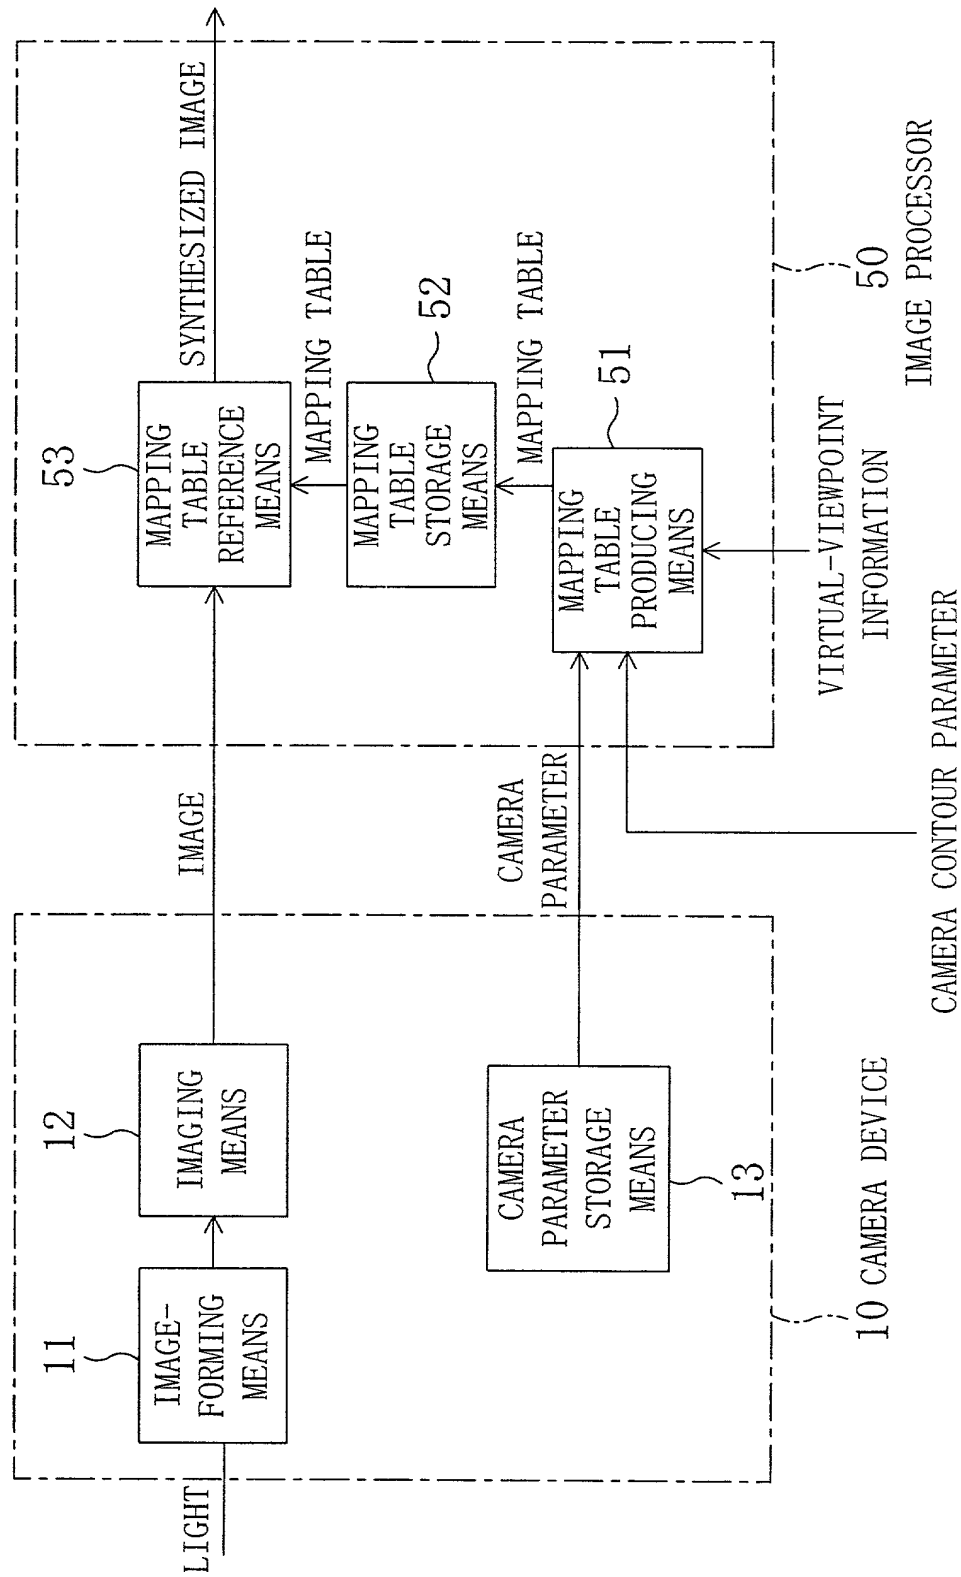 LIGHT
11
IMAGE-
FORMING
MEANS
12
IMAGING
MEANS
IMAGE
53
MAPPING
TABLE
REFERENCE
MEANS
SYNTHESIZED IMAGE
MAPPING TABLE
MAPPING
TABLE
STORAGE
MEANS
52
MAPPING TABLE
MAPPING
TABLE
PRODUCING
MEANS
51
CAMERA
PARAMETER
STORAGE
MEANS
13
CAMERA
PARAMETER
VIRTUAL-VIEWPOINT
INFORMATION
CAMERA CONTOUR PARAMETER
10 CAMERA DEVICE
50
IMAGE PROCESSOR